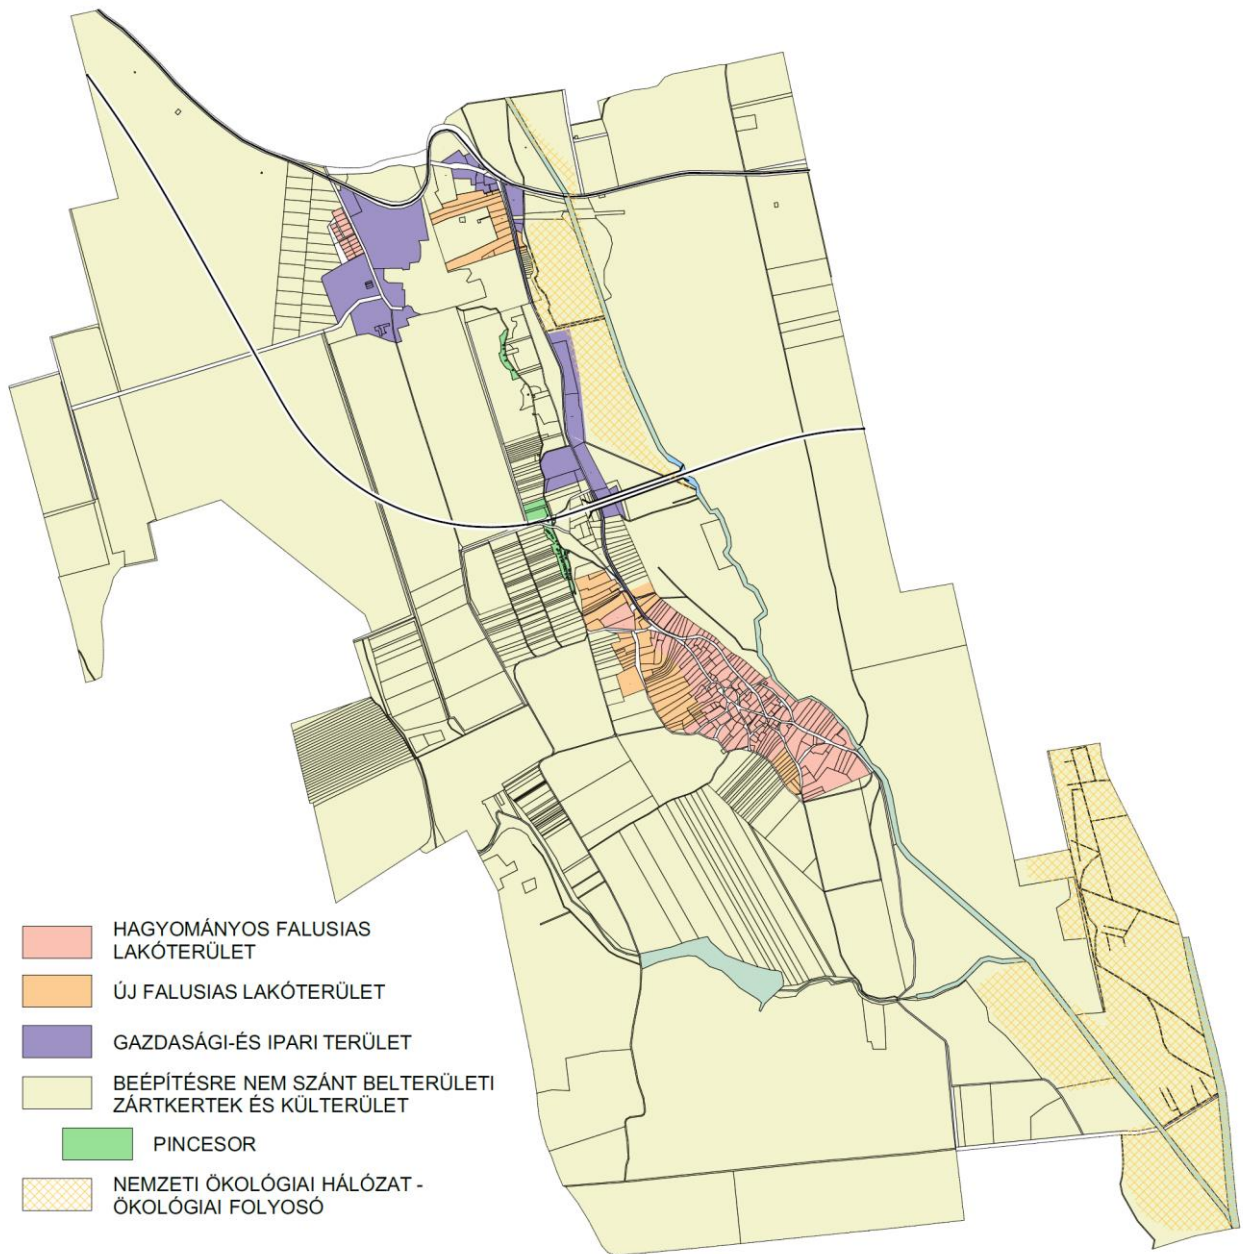 HAGYOMÁNYOS FALUSIAS
LAKÓTERÜLET
ÚJ FALUSIAS LAKÓTERÜLET
GAZDASÁGI-ÉS IPARI TERÜLET
BEÉPÍTÉSRE NEM SZÁNT BELTERÜLETI
ZÁRTKERTEK ÉS KÜLTERÜLET
PINCESOR
NEMZETI ÖKOLÓGIAI HÁLÓZAT -
ÖKOLÓGIAI FOLYOSÓ